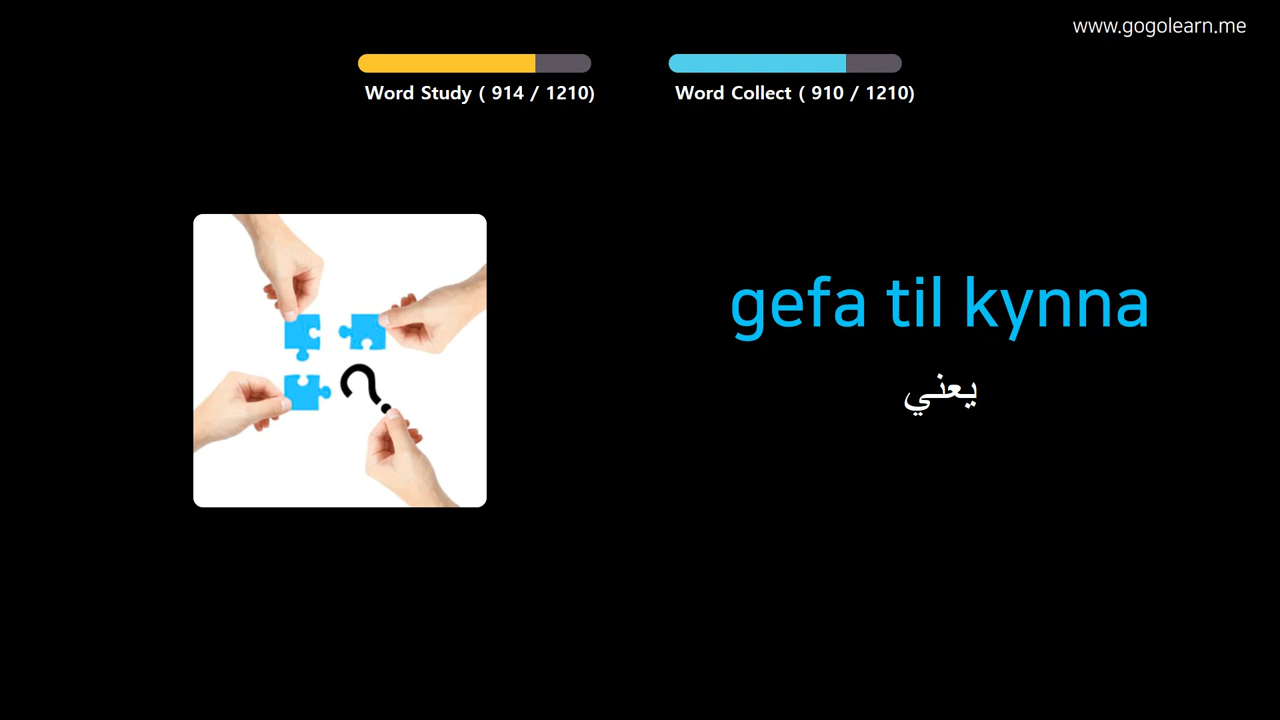 www.gogolearn.me
Word Study ( 914 / 1210)
Word Collect ( 910 / 1210)
gefa til kynna
يعني